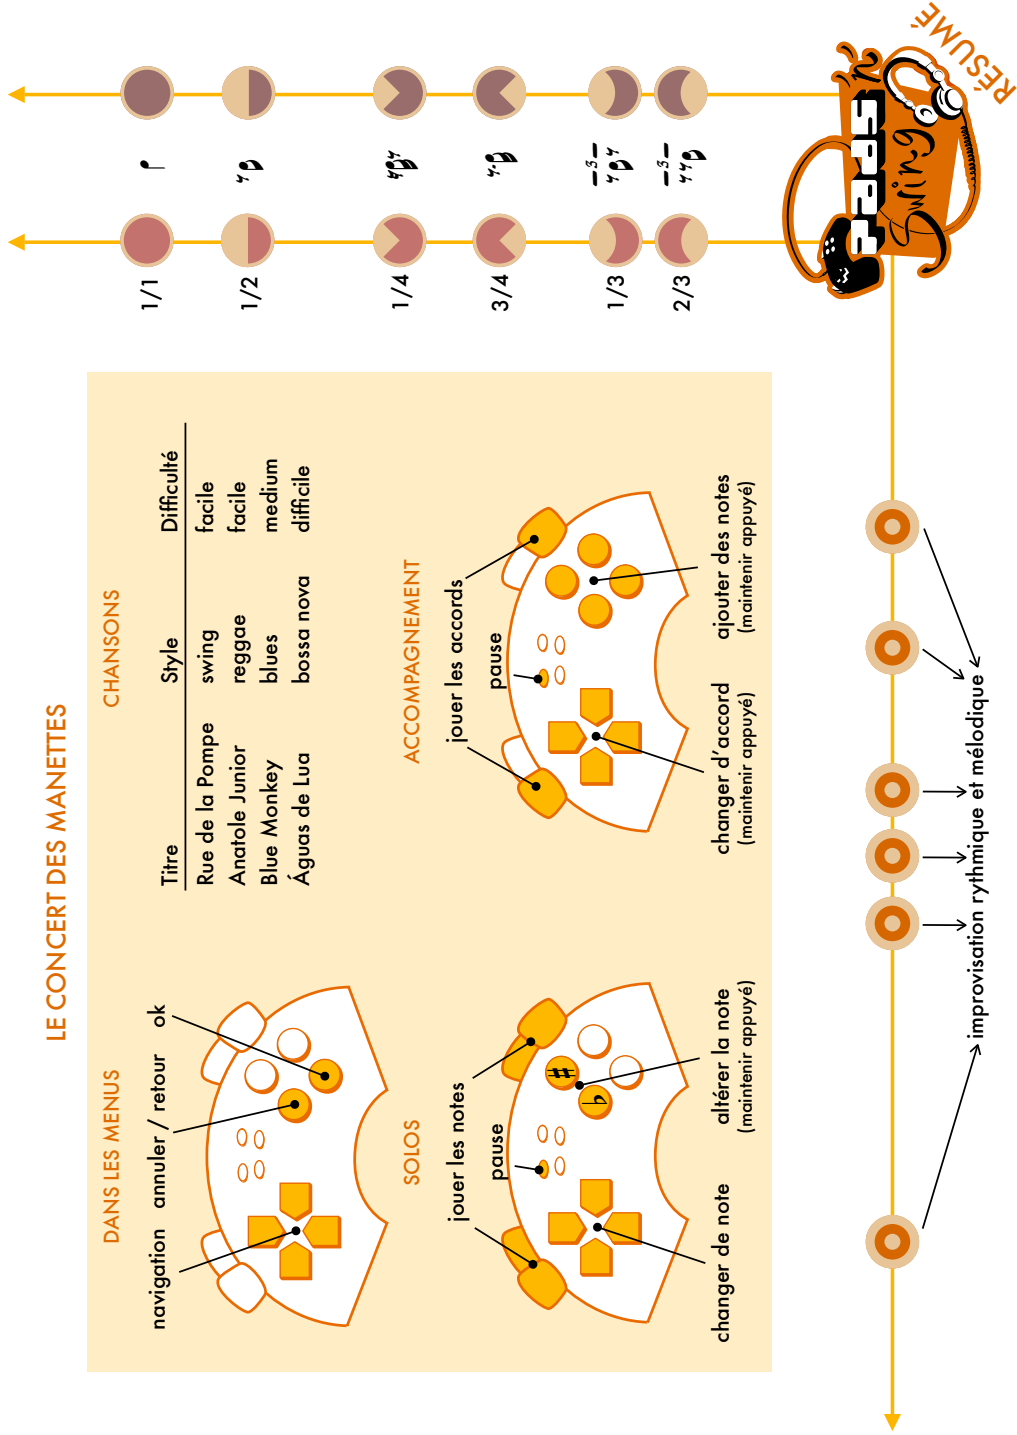 LE CONCERT DES MANETTES
DANS LES MENUS
navigation
annuler / retour
ok
CHANSONS
Titre Style Difficulté
Rue de la Pompe swing facile
Anatole Junior reggae facile
Blue Monkey blues medium
Águas de Lua bossa nova difficile
SOLOS
jouer les notes
pause
changer de note
altérer la note
(maintenir appuyé)
ACCOMPAGNEMENT
jouer les accords
pause
changer d'accord
(maintenir appuyé)
ajouter des notes
(maintenir appuyé)
1/1
1/2
1/4
3/4
1/3
2/3
3
3
improvisation rythmique et mélodique
pads
n'
Swing
RÉSUMÉ